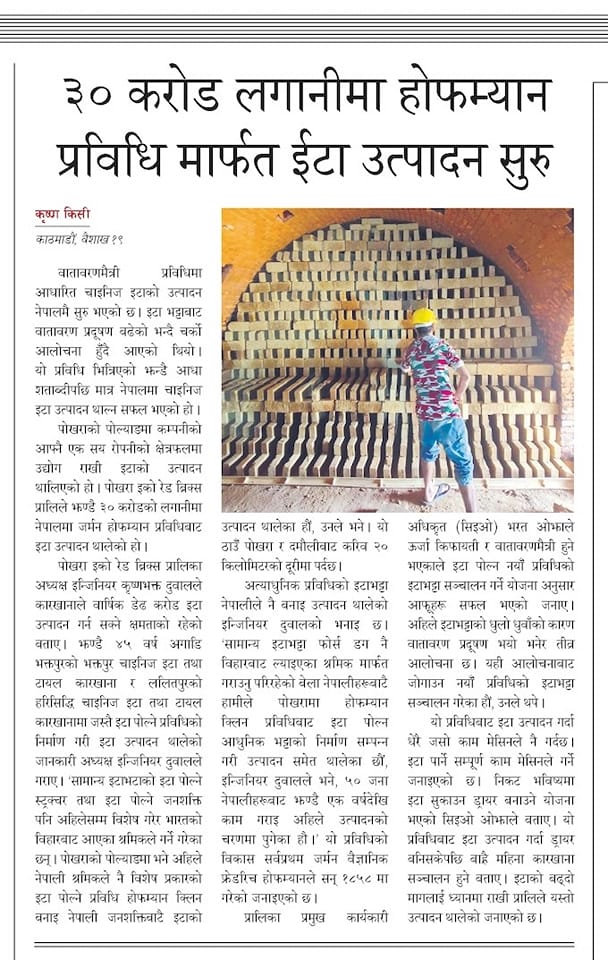 ३० करोड लगानीमा होफम्यान
प्रविधि मार्फत ईटा उत्पादन सुरु
कृष्ण किसी
काठमाडौं, वैशाख १९
वातावरणमैत्री प्रविधिमा
आधारित चाइनिज इटाको उत्पादन
नेपालमै सुरु भएको छ। इटा भट्टाबाट
वातावरण प्रदूषण बढेको भन्दै चर्को
आलोचना हुँदै आएको थियो।
यो प्रविधि भित्रिएको झन्डै आधा
शताब्दीपछि मात्र नेपालमा चाइनिज
इटा उत्पादन थाल्न सफल भएको हो।
पोखराको पोल्याङमा कम्पनीको
आफ्नै एक सय रोपनीको क्षेत्रफलमा
उद्योग राखी इटाको उत्पादन
थालिएको हो। पोखरा इको रेड ब्रिक्स
प्रालिले झण्डै ३० करोडको लगानीमा
नेपालमा जर्मन होफम्यान प्रविधिबाट
इटा उत्पादन थालेको हो।
पोखरा इको रेड ब्रिक्स प्रालिका
अध्यक्ष इन्जिनियर कृष्णभक्त दुवालले
कारखानाले वार्षिक डेढ करोड इटा
उत्पादन गर्न सक्ने क्षमताको रहेको
बताए। झण्डै ४५ वर्ष अगाडि
भक्तपुरको भक्तपुर चाइनिज इटा तथा
टायल कारखाना र ललितपुरको
हरिसिद्धि चाइनिज इटा तथा टायल
कारखानामा जस्तै इटा पोल्ने प्रविधिको
निर्माण गरी इटा उत्पादन थालेको
जानकारी अध्यक्ष इन्जिनियर दुवालले
गराए। 'सामान्य इटाभटाको इटा पोल्ने
स्ट्रक्चर तथा इटा पोल्ने जनशक्ति
पनि अहिलेसम्म विशेष गरेर भारतको
विहारबाट आएका श्रमिकले गर्ने गरेका
छन्। पोखराको पोल्याङमा भने अहिले
नेपाली श्रमिकले नै विशेष प्रकारको
इटा पोल्ने प्रविधि होफम्यान क्लिन
बनाइ नेपाली जनशक्तिबाटै इटाको
उत्पादन थालेका हौं, उनले भने। यो
ठाउँ पोखरा र दमौलीबाट करिव २०
किलोमिटरको दूरीमा पर्दछ।
अत्याधुनिक प्रविधिको इटाभट्टा
नेपालीले नै बनाइ उत्पादन थालेको
इन्जिनियर दुवालको भनाइ छ।
'सामान्य इटाभट्टा फोर्स डग नै
विहारबाट ल्याइएका श्रमिक मार्फत
गराउनु परिरहेको बेला नेपालीहरूबाटै
हामीले पोखरामा होफम्यान
क्लिन प्रविधिबाट इटा पोल्न
आधुनिक भट्टाको निर्माण सम्पन्न
गरी उत्पादन समेत थालेका छौं,
इन्जिनियर दुवालले भने, ५० जना
नेपालीहरूबाट झण्डै एक वर्षदेखि
काम गराइ अहिले उत्पादनको
चरणमा पुगेका हौ।' यो प्रविधिको
विकास सर्वप्रथम जर्मन वैज्ञानिक
फ्रेडरिच होफम्यानले सन् १८५८ मा
गरेको जनाइएको छ।
प्रालिका प्रमुख कार्यकारी
अधिकृत (सिइओ) भरत ओझाले
ऊर्जा किफायती र वातावरणमैत्री हुने
भएकाले इटा पोल्न नयाँ प्रविधिको
इटाभट्टा सञ्चालन गर्ने योजना अनुसार
आफूहरू सफल भएको जनाए।
अहिले इटाभट्टाको धुलो धुवाँको कारण
वातावरण प्रदूषण भयो भनेर तीव्र
आलोचना छ। यही आलोचनाबाट
जोगाउन नयाँ प्रविधिको इटाभट्टा
सञ्चालन गरेका हौं, उनले थपे।
यो प्रविधिबाट इटा उत्पादन गर्दा
धेरै जसो काम मेसिनले नै गर्दछ।
इटा पार्ने सम्पूर्ण काम मेसिनले गर्ने
जनाइएको छ। निकट भविष्यमा
इटा सुकाउन ड्रायर बनाउने योजना
भएको सिइओ ओझाले बताए। यो
प्रविधिबाट इटा उत्पादन गर्दा ड्रायर
बनिसकेपछि बाह्रै महिना कारखाना
सञ्चालन हुने बताए। इटाको बढ्दो
मागलाई ध्यानमा राखी प्रालिले यस्तो
उत्पादन थालेको जनाएको छ।